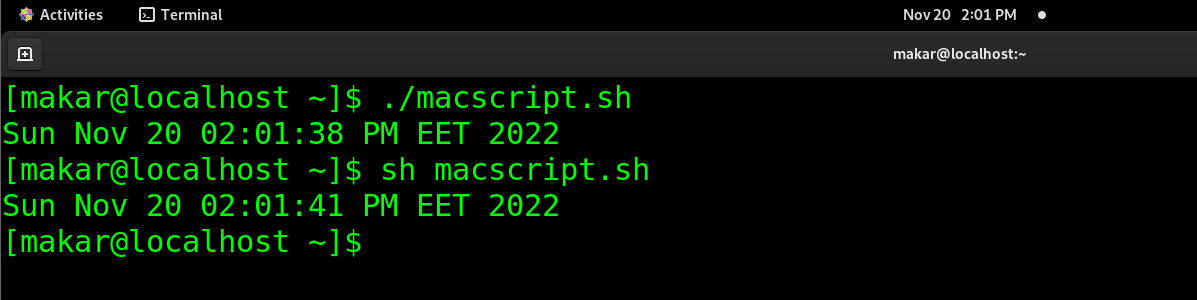 Activities Terminal Nov 20 2:01 PM
makar@localhost:~
[makar@localhost ~]$ ./macscript.sh
Sun Nov 20 02:01:38 PM EET 2022
[makar@localhost ~]$ sh macscript.sh
Sun Nov 20 02:01:41 PM EET 2022
[makar@localhost ~]$